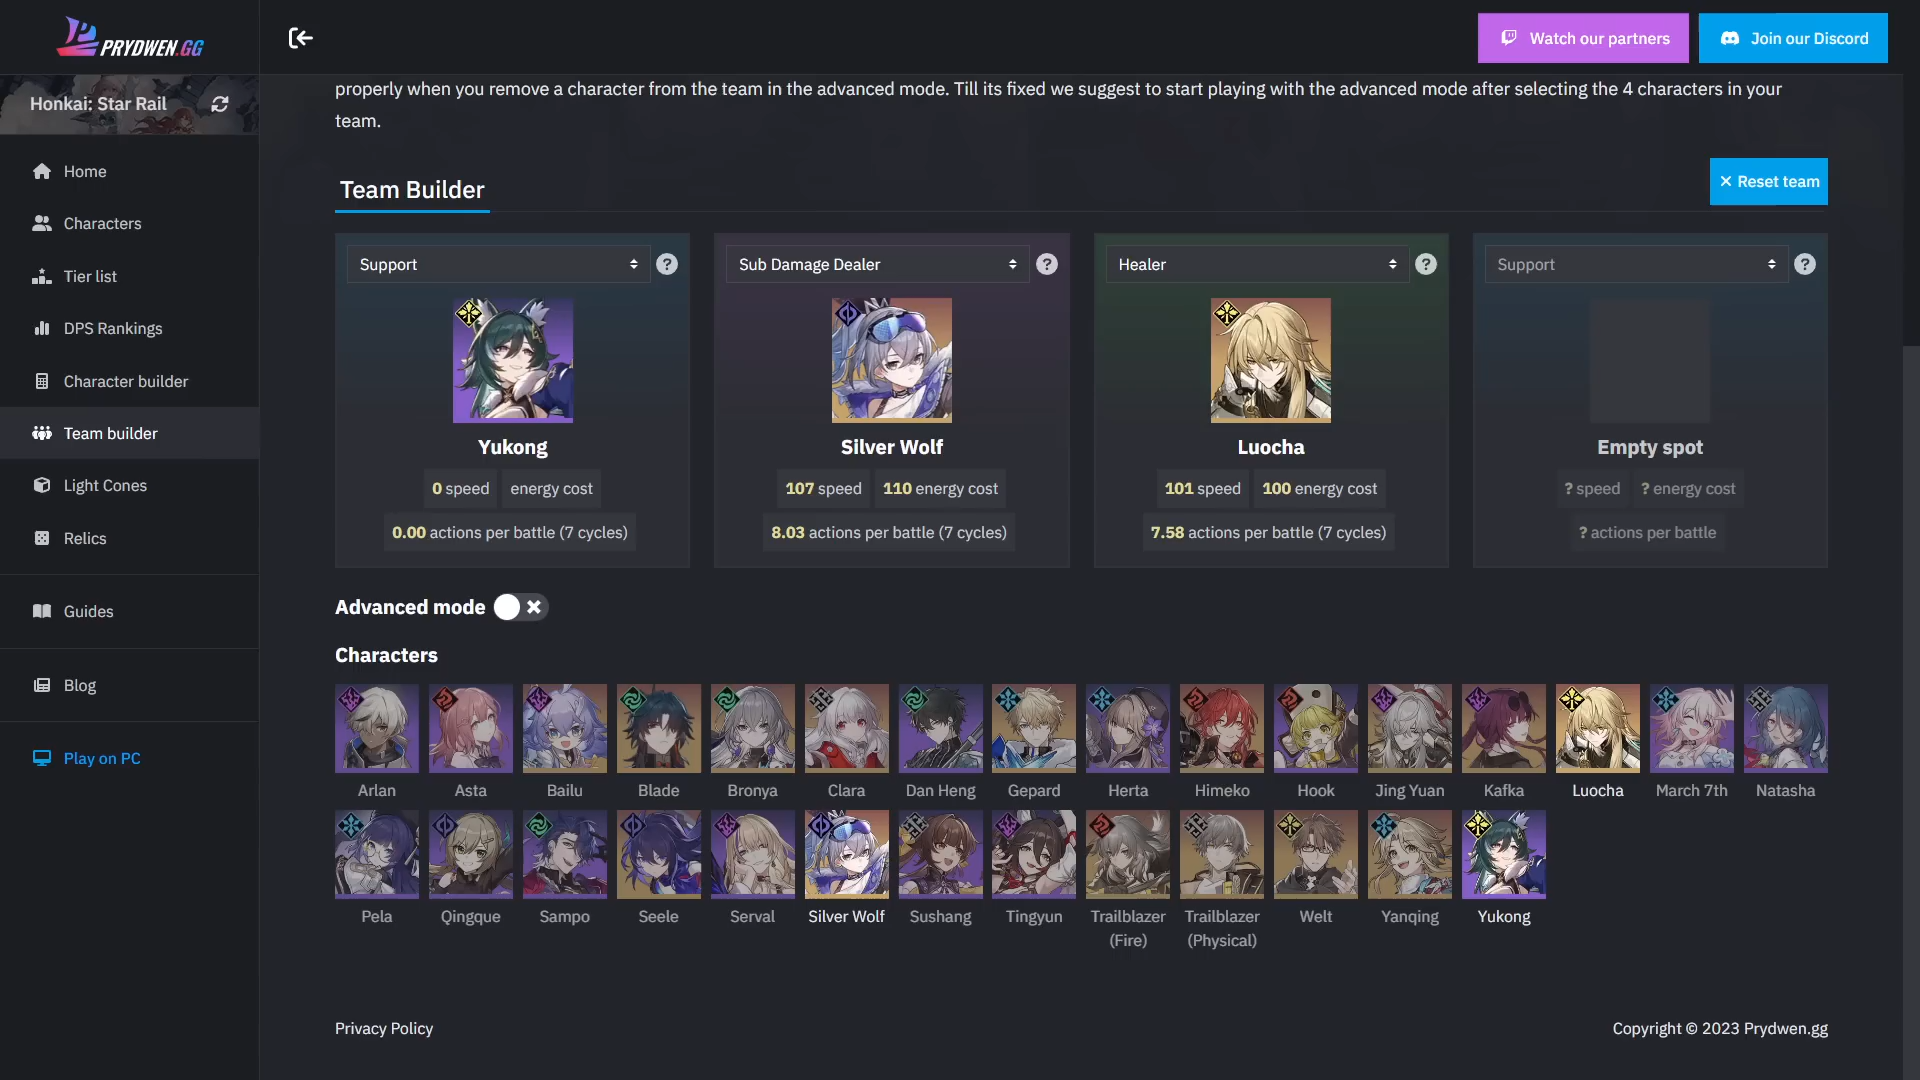 PRYDWEN.GG
Watch our partners
Join our Discord
Honkai: Star Rail
Home
Characters
Tier list
DPS Rankings
Character builder
Team builder
Light Cones
Relics
Guides
Blog
Play on PC
properly when you remove a character from the team in the advanced mode. Till its fixed we suggest to start playing with the advanced mode after selecting the 4 characters in your
team.
Team Builder
Reset team
Support ?
Yukong
0 speed energy cost
0.00 actions per battle (7 cycles)
Sub Damage Dealer ?
Silver Wolf
107 speed 110 energy cost
8.03 actions per battle (7 cycles)
Healer ?
Luocha
101 speed 100 energy cost
7.58 actions per battle (7 cycles)
Support ?
Empty spot
? speed ? energy cost
? actions per battle
Advanced mode
Characters
Arlan Asta Bailu Blade Bronya Clara Dan Heng Gepard Herta Himeko Hook Jing Yuan Kafka Luocha March 7th Natasha
Pela Qingque Sampo Seele Serval Silver Wolf Sushang Tingyun Trailblazer Trailblazer Welt Yanqing Yukong
(Fire) (Physical)
Privacy Policy
Copyright © 2023 Prydwen.gg